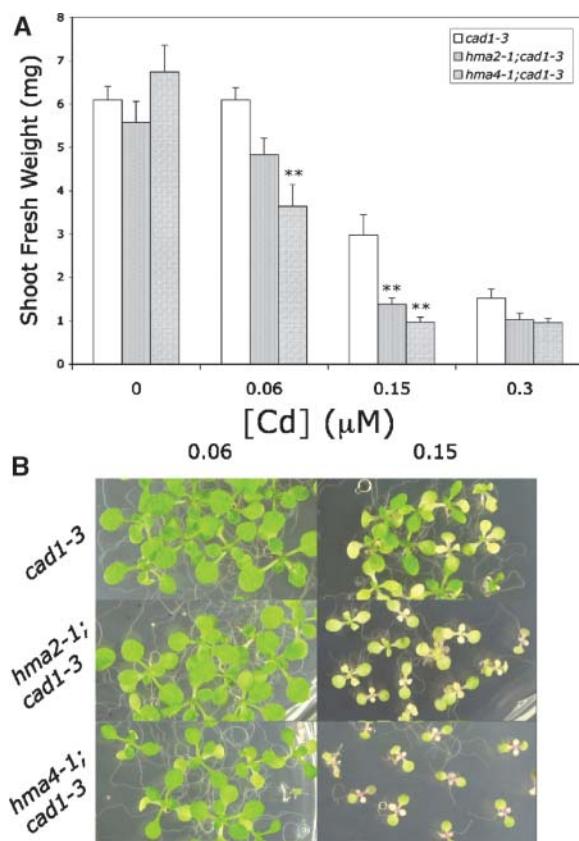 A
Shoot Fresh Weight (mg)
8
7
6
5
4
3
2
1
0
cad1-3
hma2-1;cad1-3
hma4-1;cad1-3
**
**
**
0
0.06
0.15
0.3
[Cd] (μM)
B
0.06
0.15
cad1-3
hma2-1;
cad1-3
hma4-1;
cad1-3